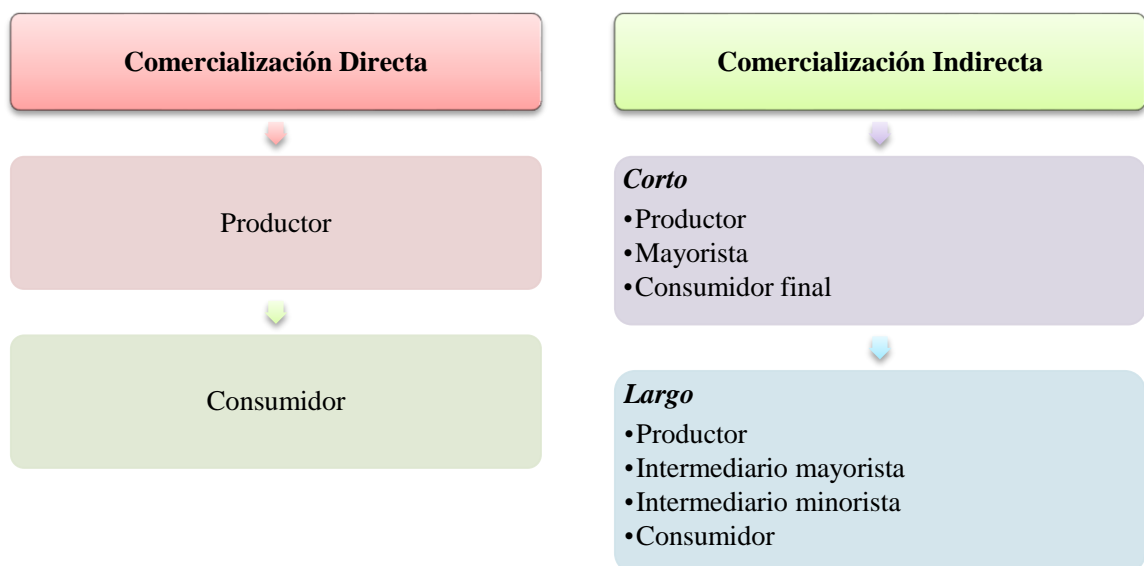 Comercialización Directa
Productor
Consumidor
Comercialización Indirecta
Corto
•Productor
•Mayorista
•Consumidor final
Largo
•Productor
•Intermediario mayorista
•Intermediario minorista
•Consumidor